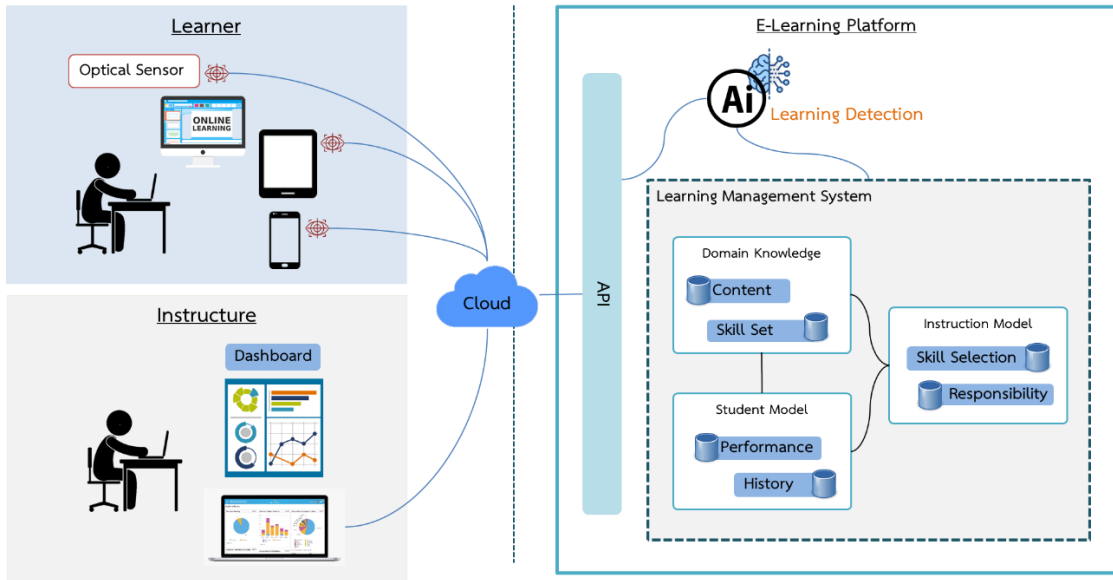 Learner
Optical Sensor
ONLINE
LEARNING
Instructure
Dashboard
Cloud
E-Learning Platform
API
Ai
Learning Detection
Learning Management System
Domain Knowledge
Content
Skill Set
Student Model
Performance
History
Instruction Model
Skill Selection
Responsibility